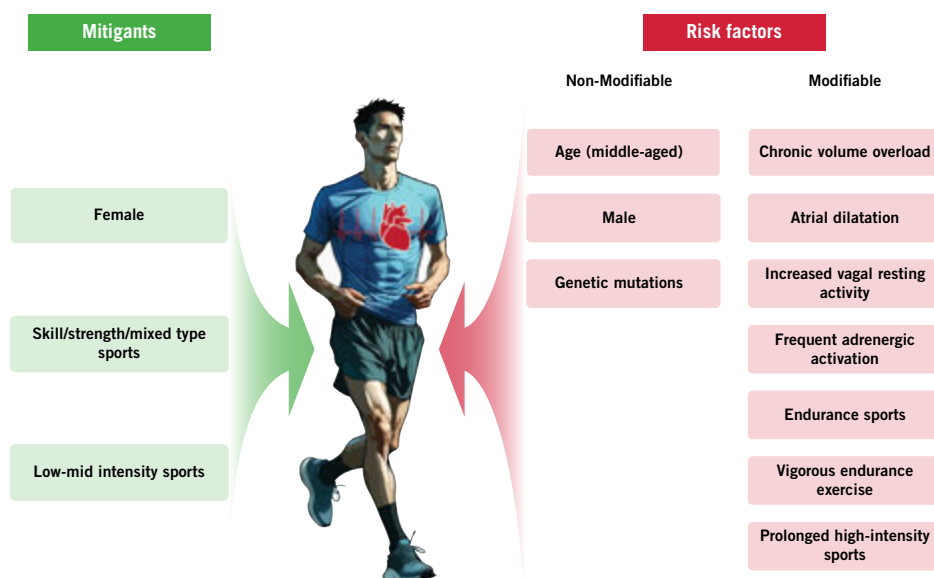 Mitigants
Female
Skill/strength/mixed type
sports
Low-mid intensity sports
Risk factors
Non-Modifiable
Age (middle-aged)
Male
Genetic mutations
Modifiable
Chronic volume overload
Atrial dilatation
Increased vagal resting
activity
Frequent adrenergic
activation
Endurance sports
Vigorous endurance
exercise
Prolonged high-intensity
sports